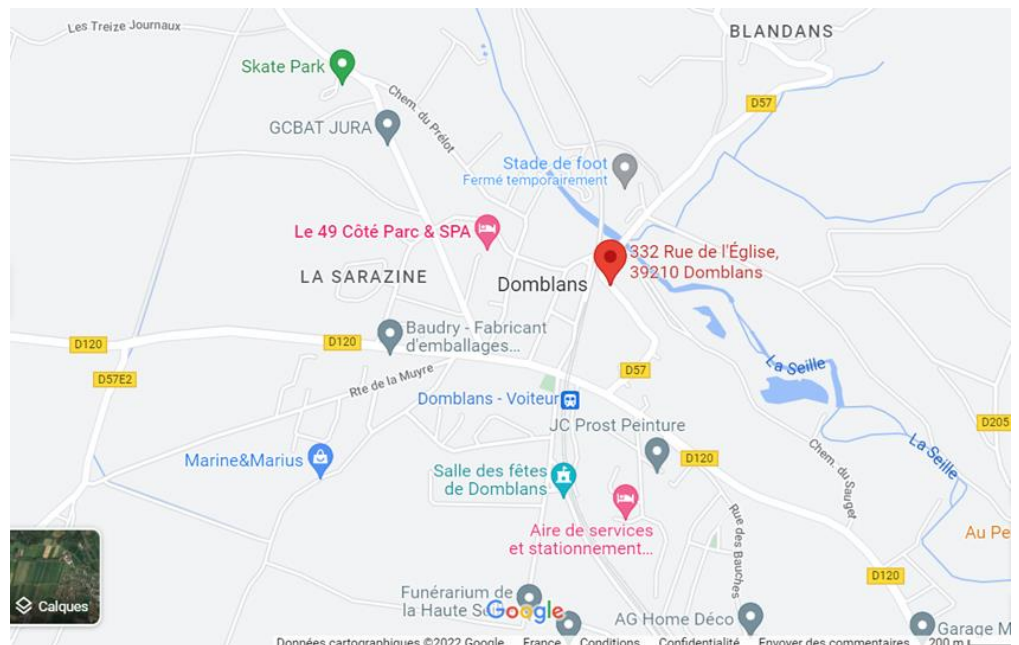 Les Treize Journaux
BLANDANS
Skate Park
D57
Chem. du Prélot
GCBAT JURA
Stade de foot
Fermé temporairement
Le 49 Côté Parc & SPA
332 Rue de l'Église,
39210 Domblans
LA SARAZINE
Domblans
Baudry - Fabricant
d'emballages...
D120
D120
D57E2
Rte de la Muyre
D57
La Seille
Domblans - Voiteur
JC Prost Peinture
D205
Marine&Marius
D120
Chem. du Sauget
La Seille
Salle des fêtes
de Domblans
Rue des Bauches
Aire de services
et stationnement...
Au Pe
D120
Calques
Funérarium de
la Haute Se
Google
AG Home Déco
Garage M
Données cartographiques ©2022 Google France Conditions Confidentialité Envoyer des commentaires 200 m